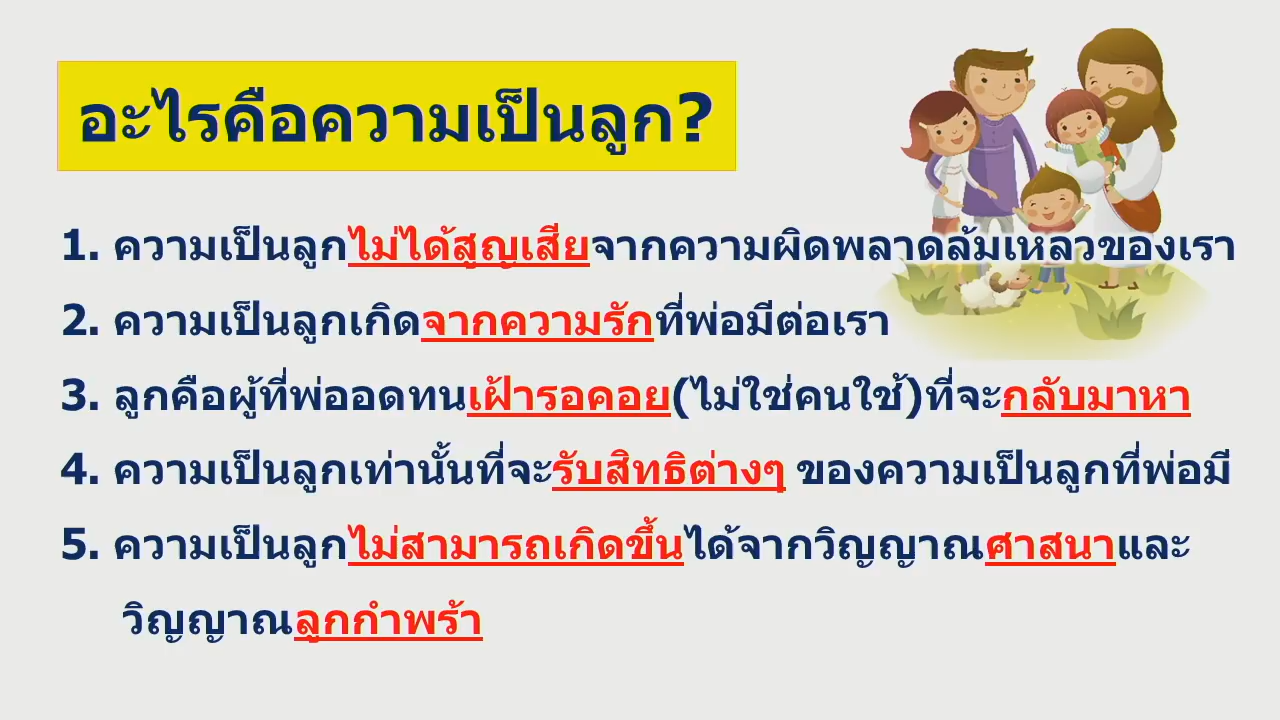 อะไรคือความเป็นลูก?
1. ความเป็นลูกไม่ได้สูญเสียจากความผิดพลาดล้มเหลวของเรา
2. ความเป็นลูกเกิดจากความรักที่พ่อมีต่อเรา
3. ลูกคือผู้ที่พ่ออดทนเฝ้ารอคอย(ไม่ใช่คนใช้)ที่จะกลับมาหา
4. ความเป็นลูกเท่านั้นที่จะรับสิทธิต่างๆ ของความเป็นลูกที่พ่อมี
5. ความเป็นลูกไม่สามารถเกิดขึ้นได้จากวิญญาณศาสนาและ
วิญญาณลูกกำพร้า